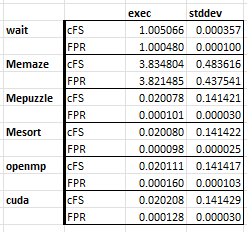 exec stddev
wait cFS 1.005066 0.000357
FPR 1.000480 0.000100
Memaze cFS 3.834804 0.483616
FPR 3.821485 0.437541
Mepuzzle cFS 0.020078 0.141421
FPR 0.000101 0.000030
Mesort cFS 0.020080 0.141422
FPR 0.000098 0.000025
openmp cFS 0.020111 0.141417
FPR 0.000160 0.000103
cuda cFS 0.020208 0.141429
FPR 0.000128 0.000030